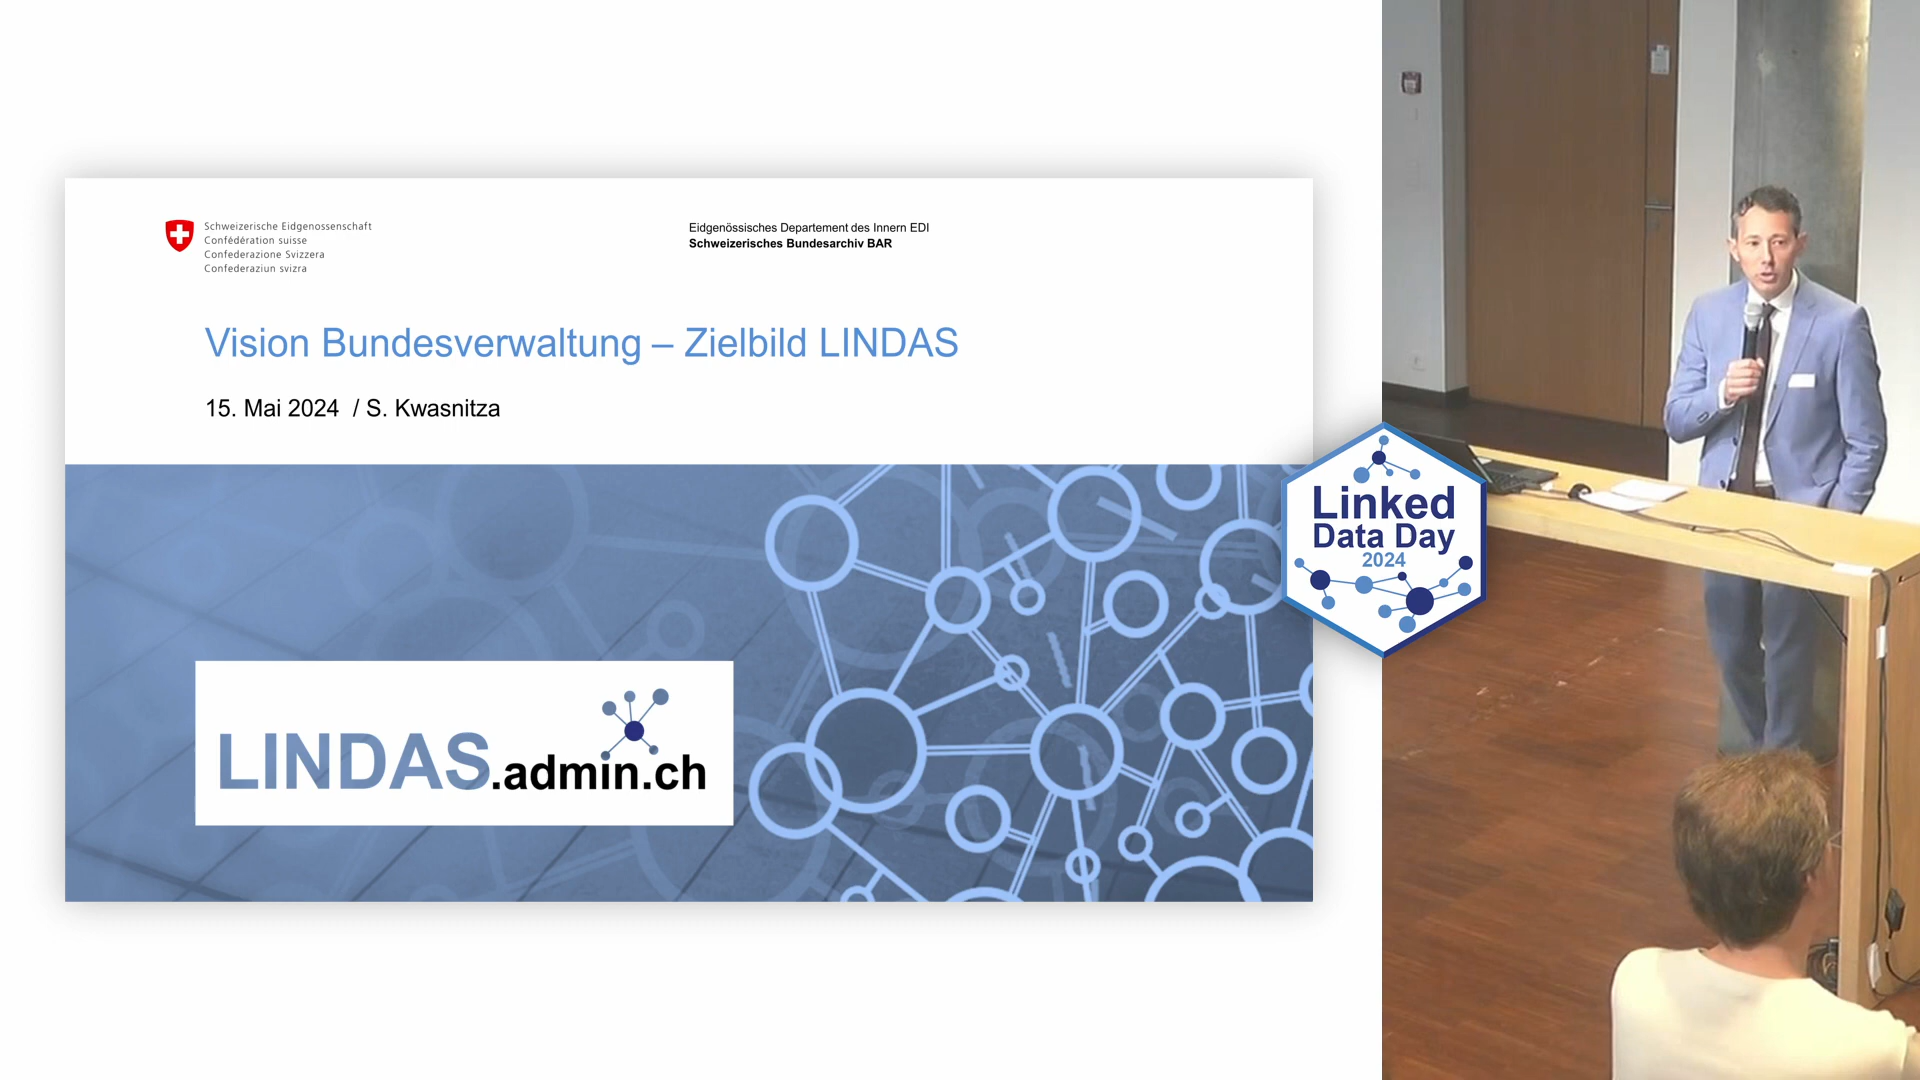 Schweizerische Eidgenossenschaft
Confédération suisse
Confederazione Svizzera
Confederaziun svizra
Eidgenössisches Departement des Innern EDI
Schweizerisches Bundesarchiv BAR
Vision Bundesverwaltung – Zielbild LINDAS
15. Mai 2024 / S. Kwasnitza
LINDAS.admin.ch
Linked
Data Day
2024